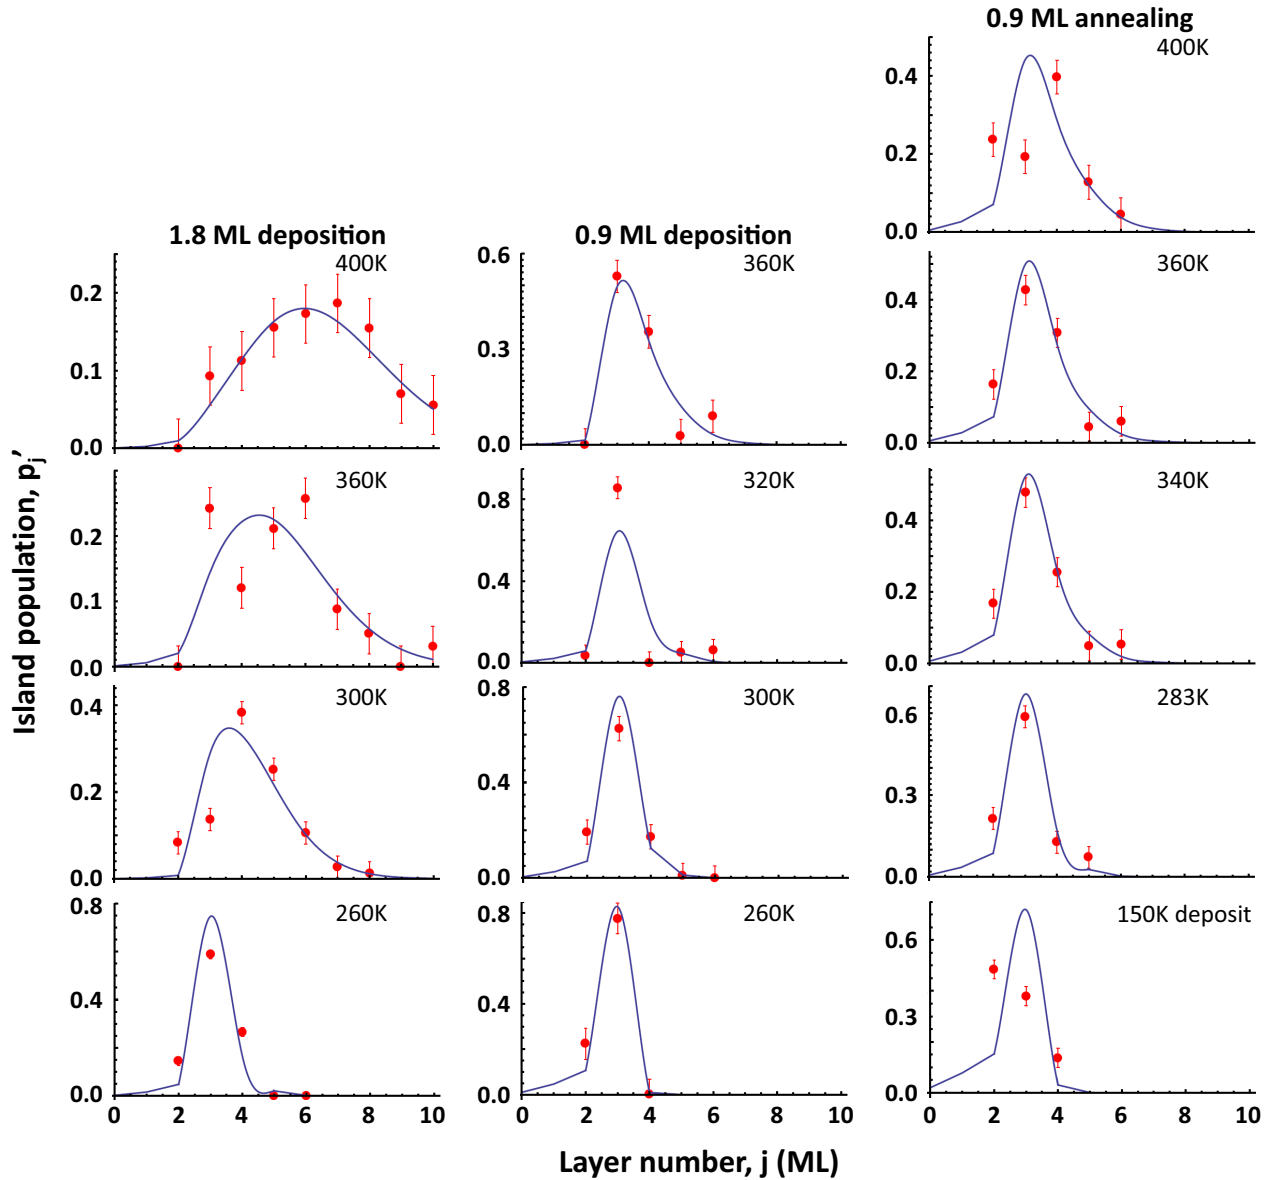 0.9 ML annealing
400K
0.4
0.2
0.0
1.8 ML deposition
400K
0.2
0.1
0.0
0.9 ML deposition
360K
0.6
0.3
0.0
360K
0.4
0.2
0.0
360K
0.2
0.1
0.0
320K
0.8
0.4
0.0
340K
0.4
0.2
0.0
300K
0.4
0.2
0.0
300K
0.8
0.4
0.0
283K
0.6
0.3
0.0
260K
0.8
0.4
0.0
0 2 4 6 8 10
260K
0.8
0.4
0.0
0 2 4 6 8 10
150K deposit
0.6
0.3
0.0
0 2 4 6 8 10
Island population, pⱼ′
Layer number, j (ML)